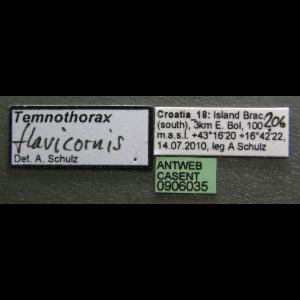 Temnothorax
flavicornis
Det. A. Schulz
Croatia_18: island Brac, 206
(south), 3km E. Bol, 100
m.a.s.l. +43°16'20 +16°42'22,
14.07.2010, leg A Schulz
ANTWEB
CASENT
0906035